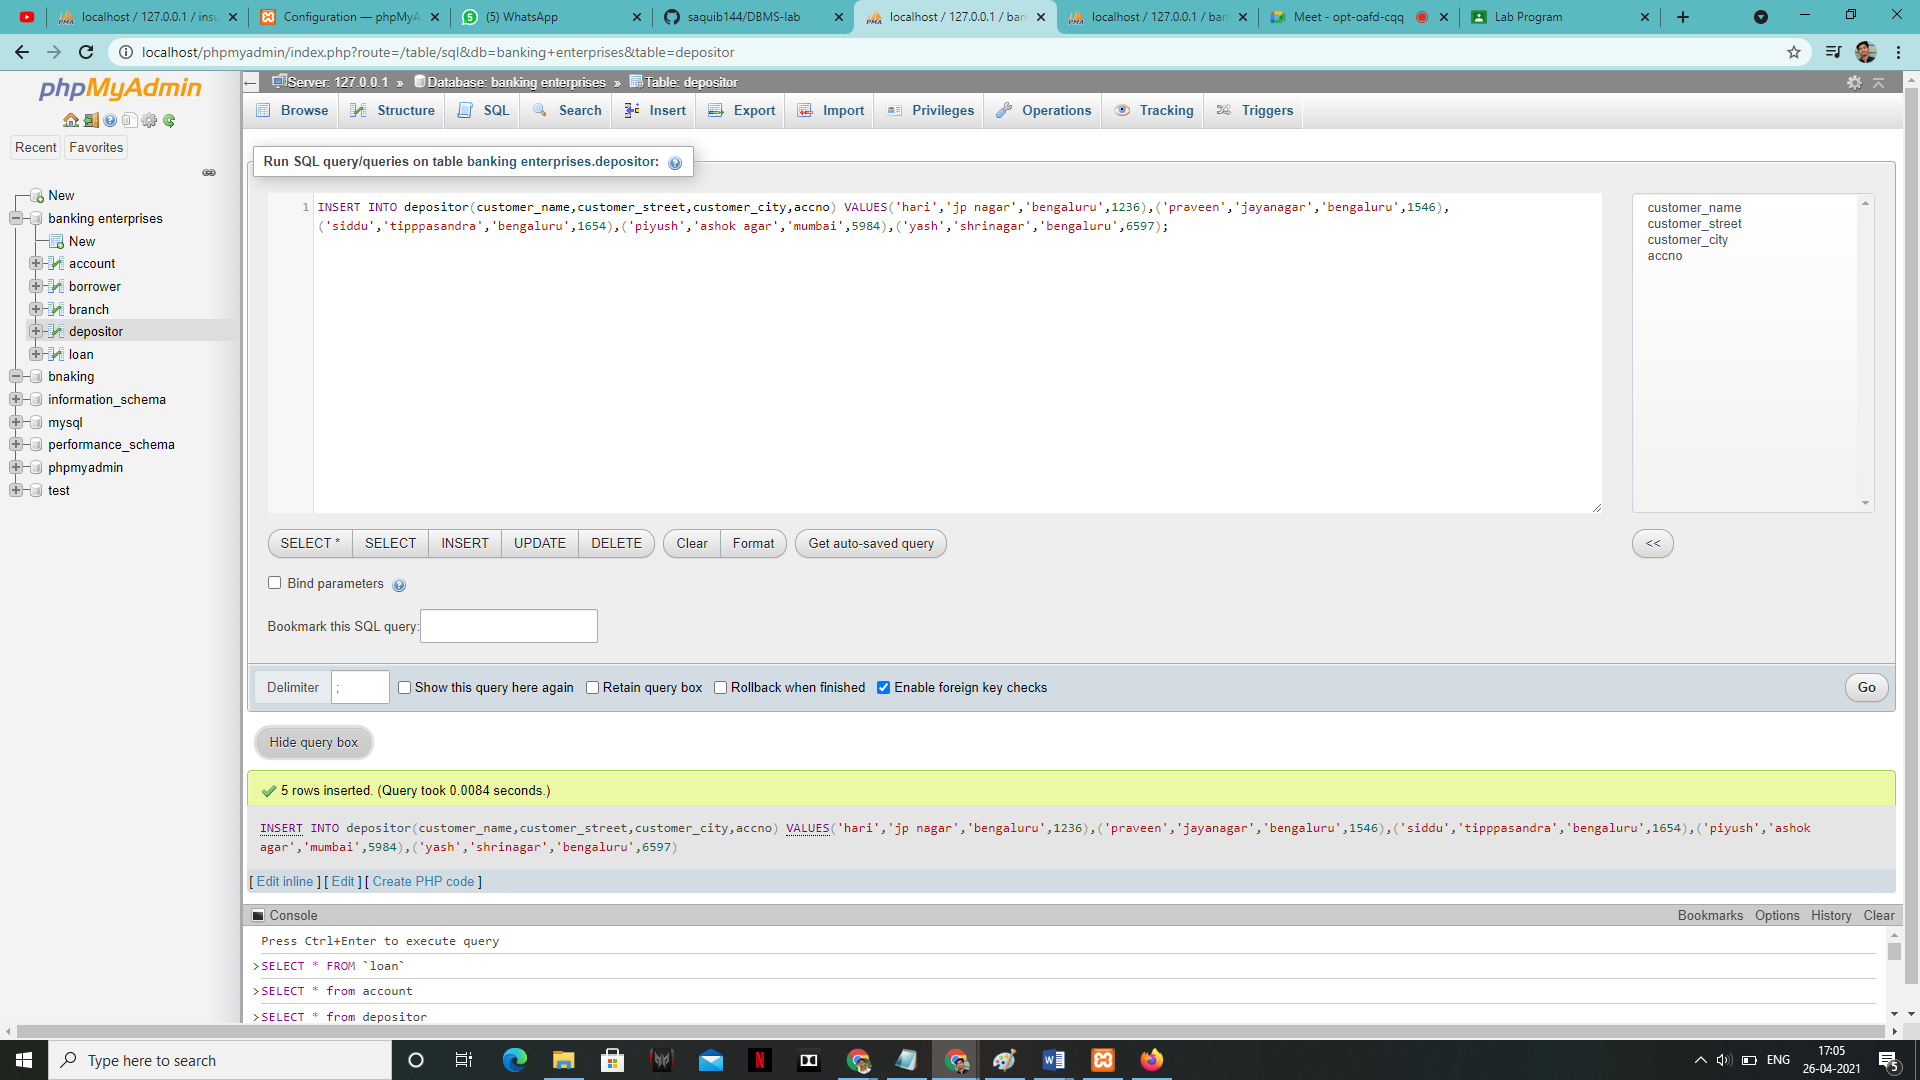 localhost / 127.0.0.1 / insu
Configuration — phpMyA
(5) WhatsApp
saquib144/DBMS-lab
localhost / 127.0.0.1 / ban
localhost / 127.0.0.1 / ban
Meet - opt-oafd-cqq
Lab Program
localhost/phpmyadmin/index.php?route=/table/sql&db=banking+enterprises&table=depositor
phpMyAdmin
Recent
Favorites
New
banking enterprises
New
account
borrower
branch
depositor
loan
bnaking
information_schema
mysql
performance_schema
phpmyadmin
test
Server: 127.0.0.1 » Database: banking enterprises » Table: depositor
Browse
Structure
SQL
Search
Insert
Export
Import
Privileges
Operations
Tracking
Triggers
Run SQL query/queries on table banking enterprises.depositor:
1 INSERT INTO depositor(customer_name,customer_street,customer_city,accno) VALUES('hari','jp nagar','bengaluru',1236),('praveen','jayanagar','bengaluru',1546),
('siddu','tipppasandra','bengaluru',1654),('piyush','ashok agar','mumbai',5984),('yash','shrinagar','bengaluru',6597);
customer_name
customer_street
customer_city
accno
SELECT *
SELECT
INSERT
UPDATE
DELETE
Clear
Format
Get auto-saved query
<<
Bind parameters
Bookmark this SQL query:
Delimiter
;
Show this query here again
Retain query box
Rollback when finished
Enable foreign key checks
Go
Hide query box
5 rows inserted. (Query took 0.0084 seconds.)
INSERT INTO depositor(customer_name,customer_street,customer_city,accno) VALUES('hari','jp nagar','bengaluru',1236),('praveen','jayanagar','bengaluru',1546),('siddu','tipppasandra','bengaluru',1654),('piyush','ashok
agar','mumbai',5984),('yash','shrinagar','bengaluru',6597)
[ Edit inline ] [ Edit ] [ Create PHP code ]
Console
Bookmarks
Options
History
Clear
Press Ctrl+Enter to execute query
>SELECT * FROM `loan`
>SELECT * from account
>SELECT * from depositor
Type here to search
ENG
17:05
26-04-2021
5